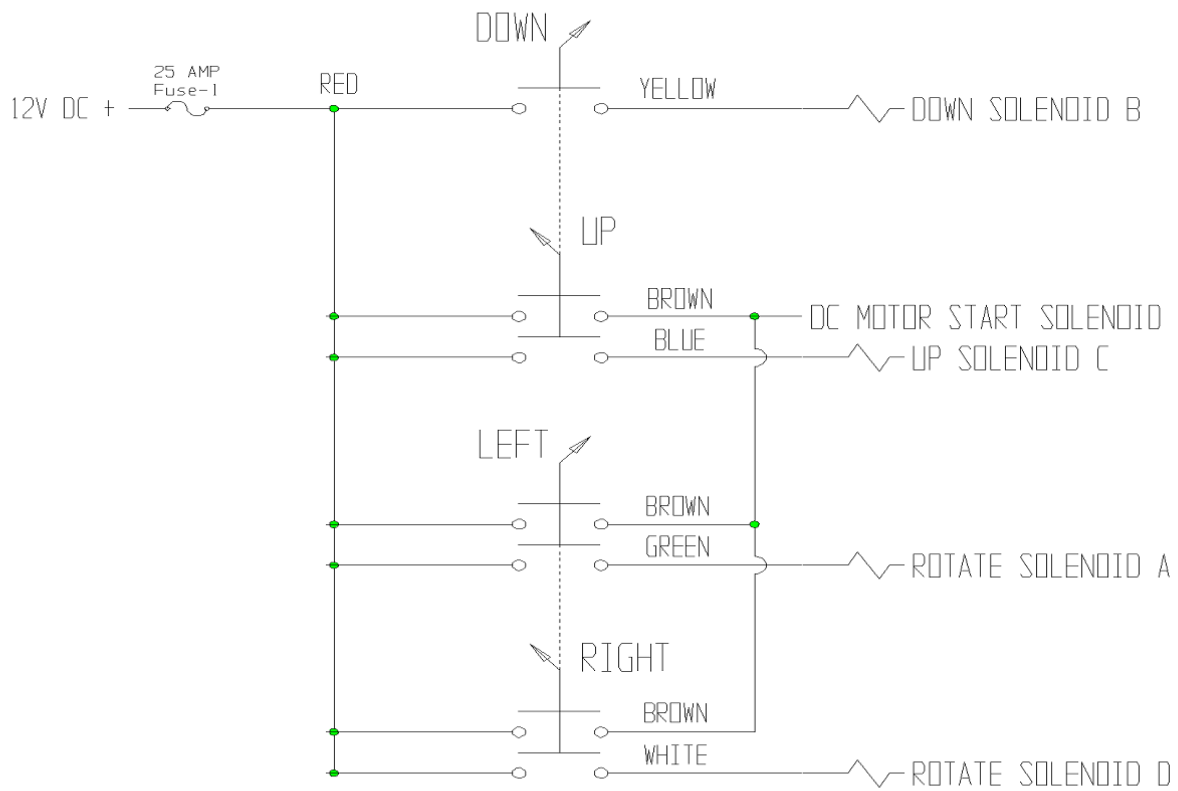 DOWN
25 AMP
Fuse-1
RED
YELLOW
12V DC +
DOWN SOLENOID B
UP
BROWN
DC MOTOR START SOLENOID
BLUE
UP SOLENOID C
LEFT
BROWN
GREEN
ROTATE SOLENOID A
RIGHT
BROWN
WHITE
ROTATE SOLENOID D